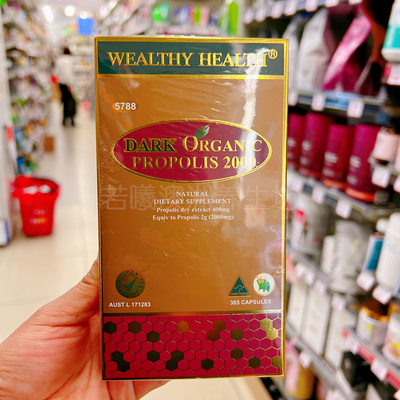 WEALTHY HEALTH®
5788
DARK ORGANIC
PROPOLIS 2000
NATURAL
DIETARY SUPPLEMENT
Propolis dry extract 400mg
Equiv to Propolis 2g (2000mg)
AUST L 171283
365 CAPSULES